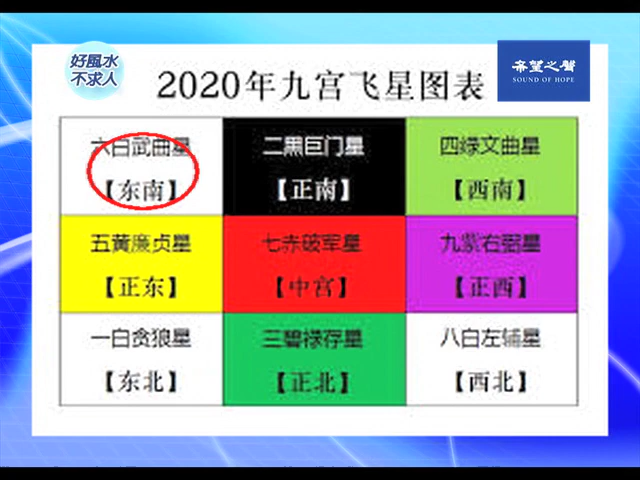 好風水
不求人
希望之聲
SOUND OF HOPE
2020年九宫飞星图表
六白武曲星
【东南】
二黑巨门星
【正南】
四绿文曲星
【西南】
五黄廉贞星
【正东】
七赤破军星
【中宫】
九紫右弼星
【正西】
一白贪狼星
【东北】
三碧禄存星
【正北】
八白左辅星
【西北】